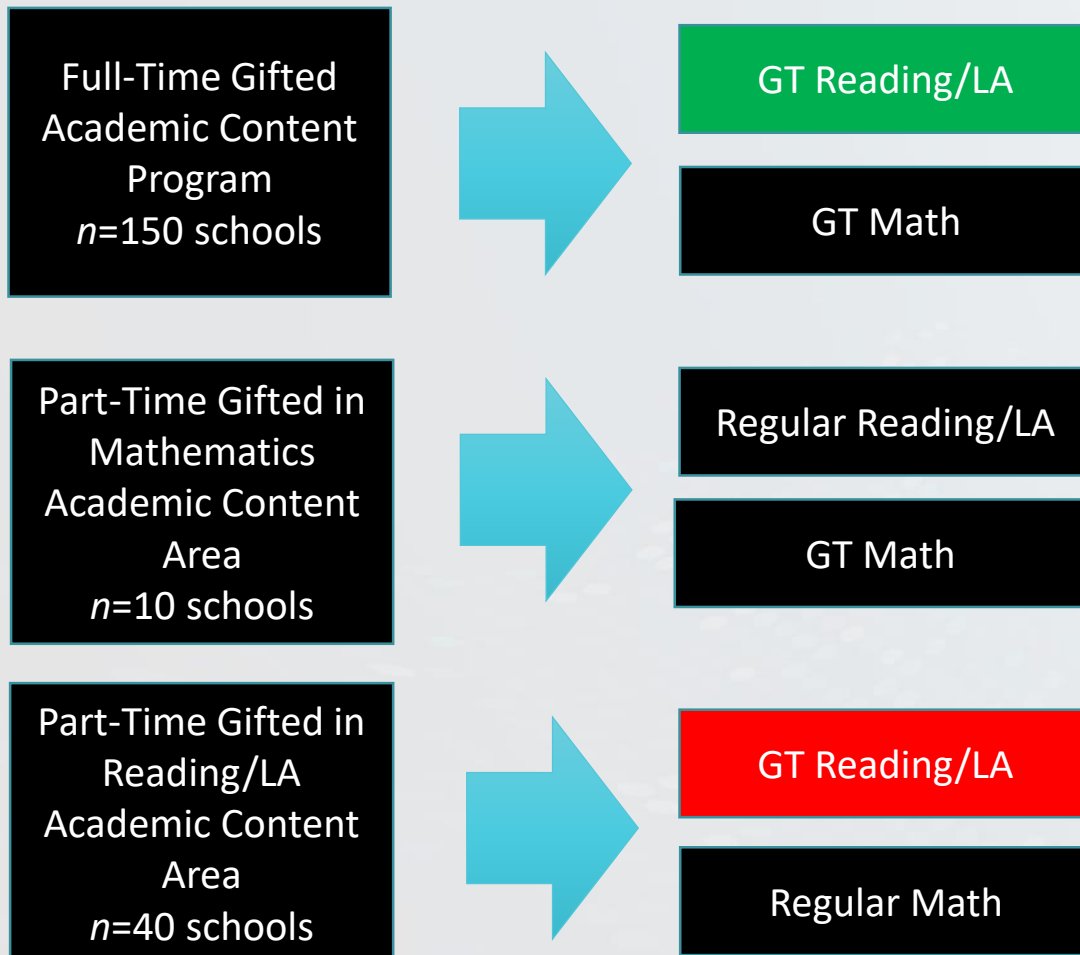 Full-Time Gifted
Academic Content
Program
n=150 schools
GT Reading/LA
GT Math
Part-Time Gifted in
Mathematics
Academic Content
Area
n=10 schools
Regular Reading/LA
GT Math
Part-Time Gifted in
Reading/LA
Academic Content
Area
n=40 schools
GT Reading/LA
Regular Math